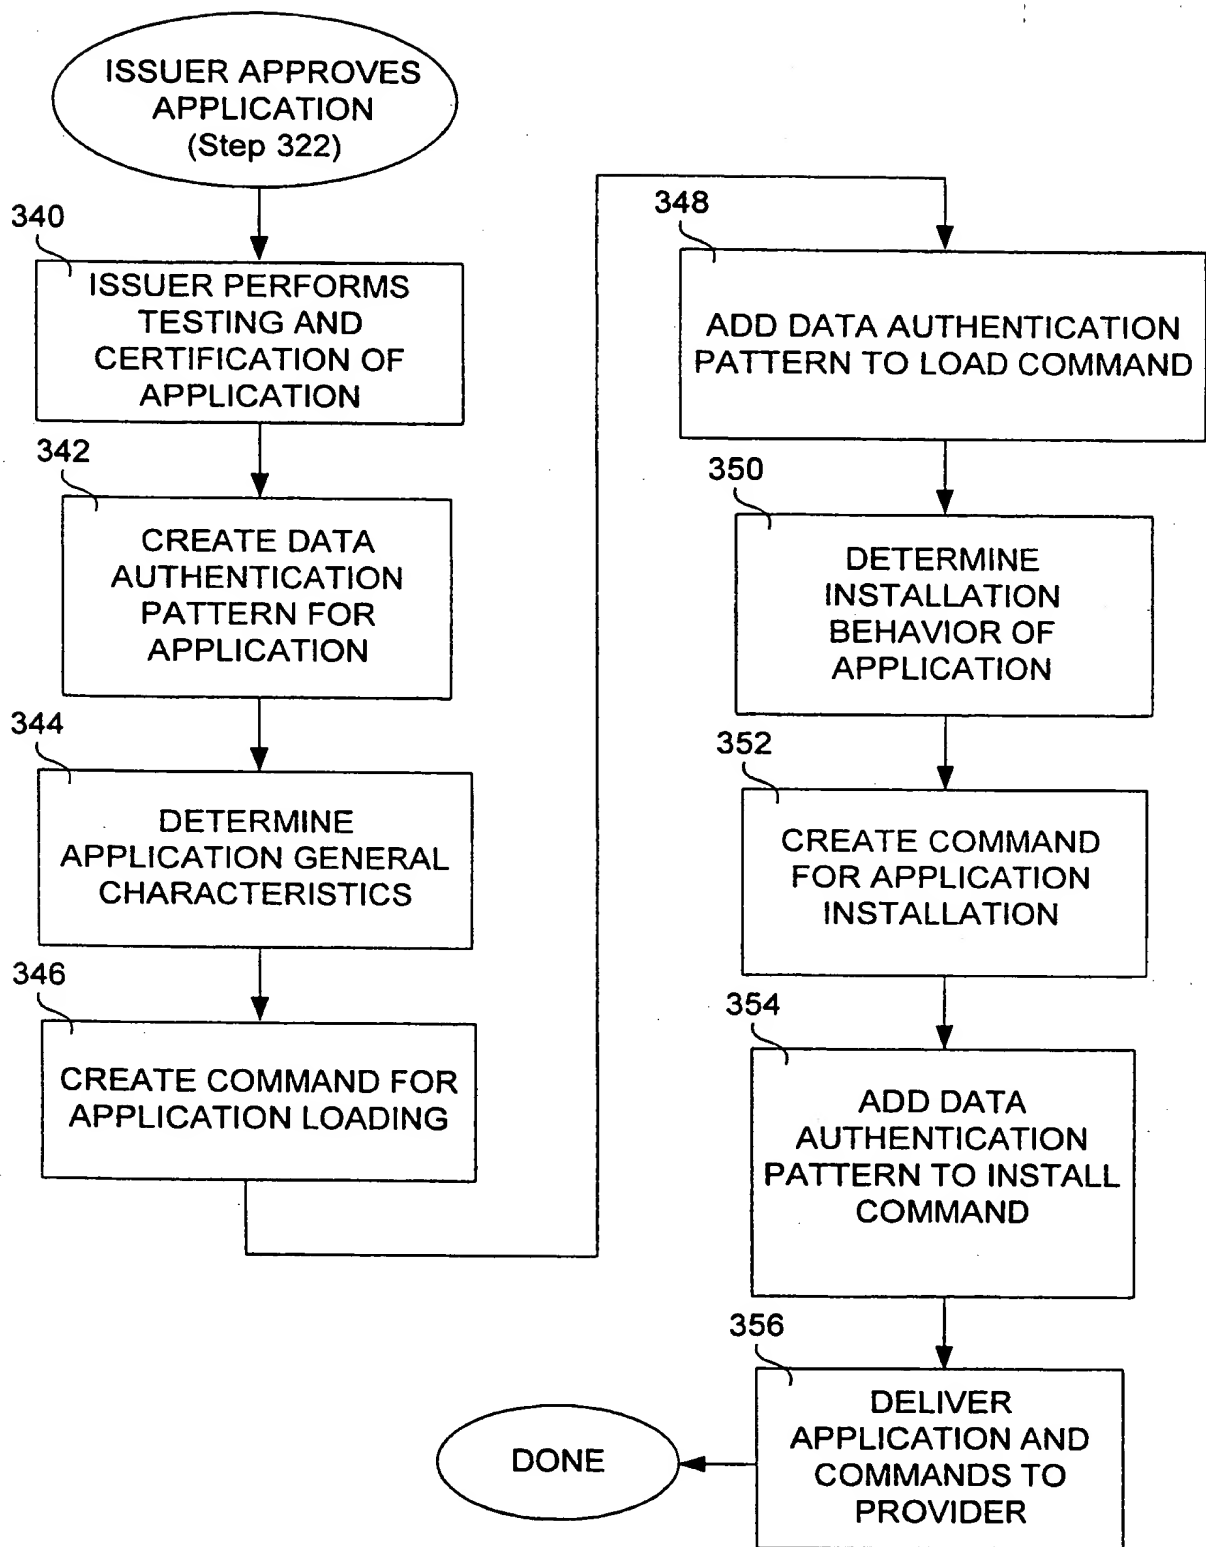 ISSUER APPROVES
APPLICATION
(Step 322)
340
ISSUER PERFORMS
TESTING AND
CERTIFICATION OF
APPLICATION
342
CREATE DATA
AUTHENTICATION
PATTERN FOR
APPLICATION
344
DETERMINE
APPLICATION GENERAL
CHARACTERISTICS
346
CREATE COMMAND FOR
APPLICATION LOADING
348
ADD DATA AUTHENTICATION
PATTERN TO LOAD COMMAND
350
DETERMINE
INSTALLATION
BEHAVIOR OF
APPLICATION
352
CREATE COMMAND
FOR APPLICATION
INSTALLATION
354
ADD DATA
AUTHENTICATION
PATTERN TO INSTALL
COMMAND
356
DELIVER
APPLICATION AND
COMMANDS TO
PROVIDER
DONE